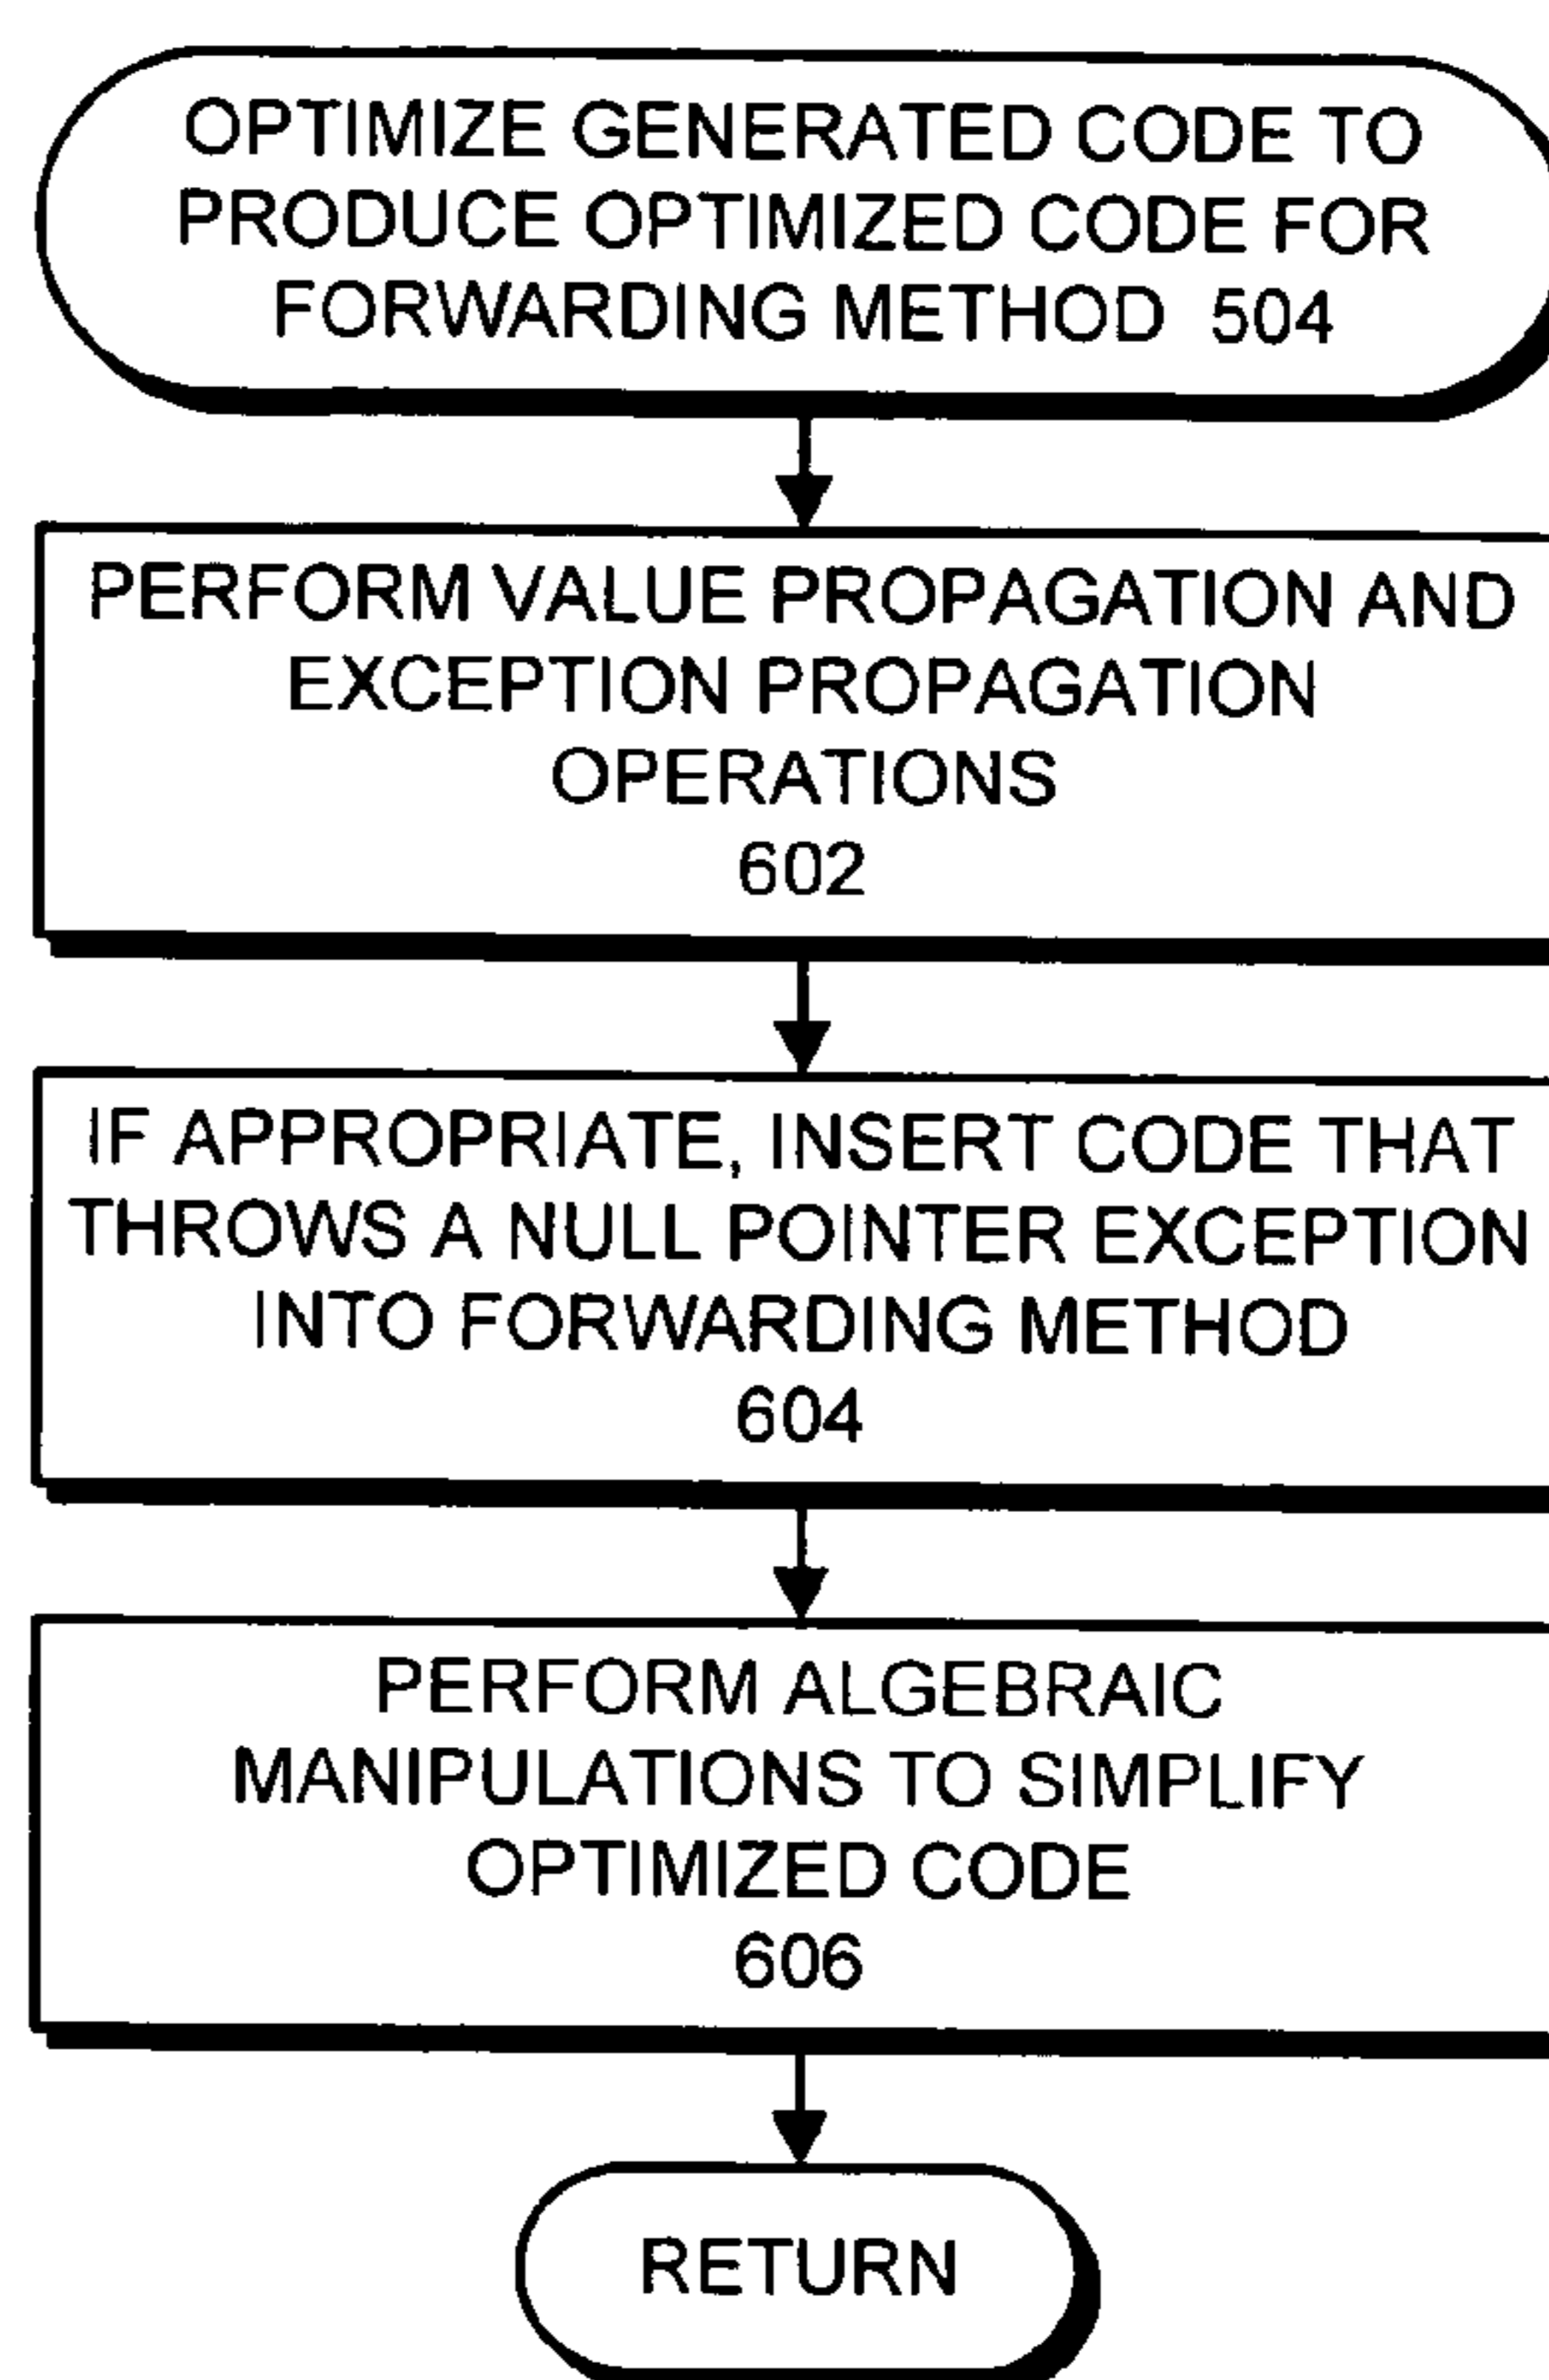 OPTIMIZE GENERATED CODE TO
PRODUCE OPTIMIZED CODE FOR
FORWARDING METHOD 504
PERFORM VALUE PROPAGATION AND
EXCEPTION PROPAGATION
OPERATIONS
602
IF APPROPRIATE, INSERT CODE THAT
THROWS A NULL POINTER EXCEPTION
INTO FORWARDING METHOD
604
PERFORM ALGEBRAIC
MANIPULATIONS TO SIMPLIFY
OPTIMIZED CODE
606
RETURN